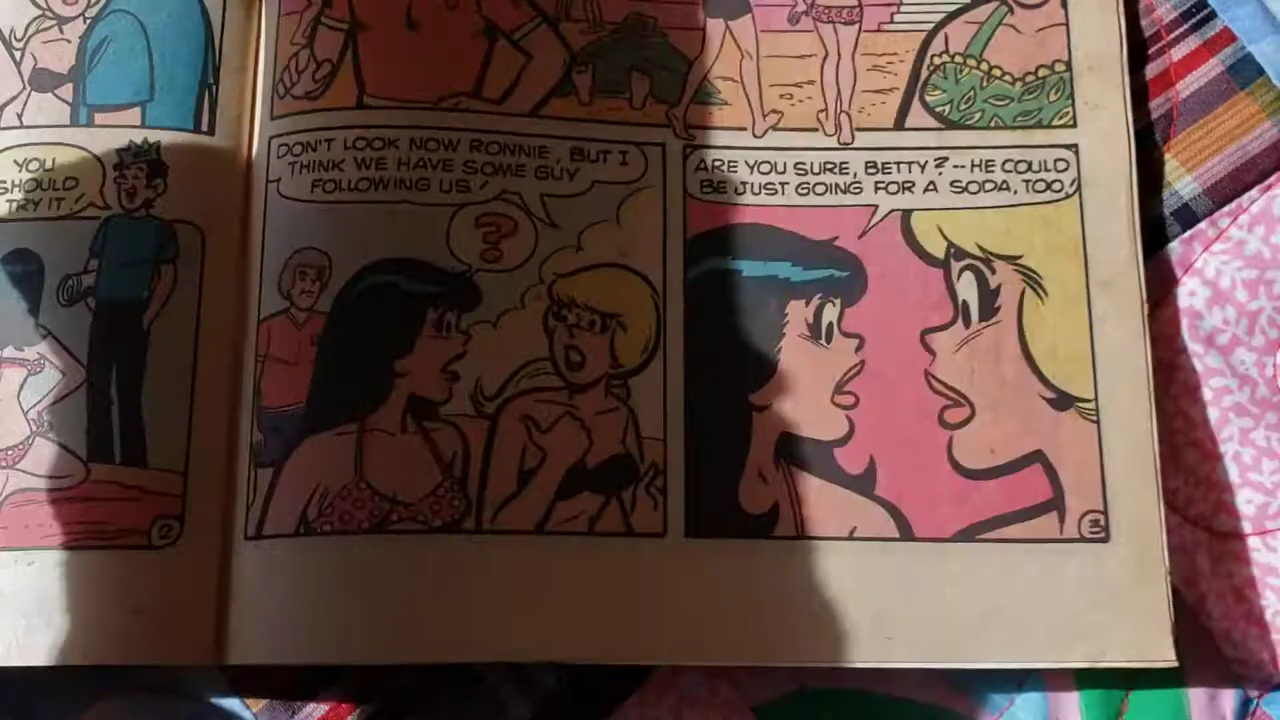 YOU
SHOULD
TRY IT!
2
DON'T LOOK NOW RONNIE, BUT I
THINK WE HAVE SOME GUY
FOLLOWING US!
?
ARE YOU SURE, BETTY?--HE COULD
BE JUST GOING FOR A SODA, TOO!
3